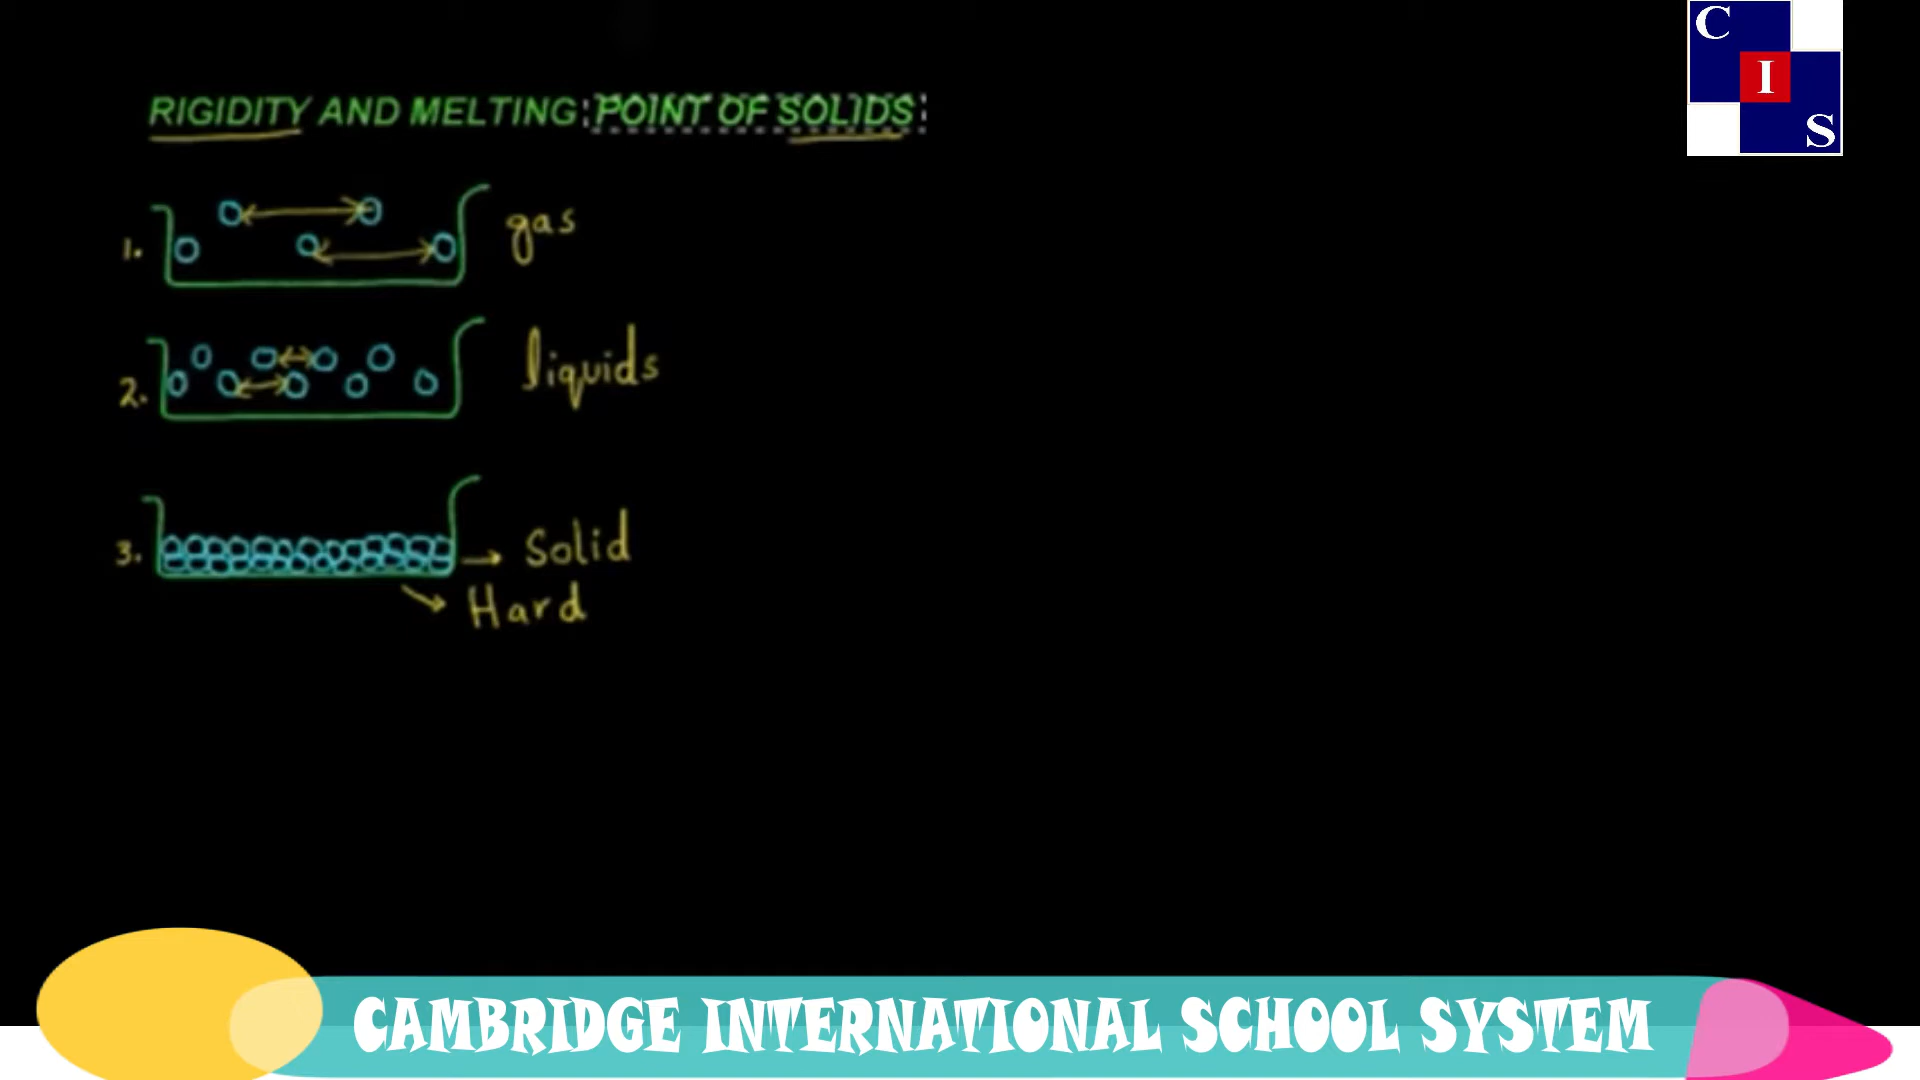 C
I
S
RIGIDITY AND MELTING POINT OF SOLIDS
1. gas
2. liquids
3. → Solid
→ Hard
CAMBRIDGE INTERNATIONAL SCHOOL SYSTEM